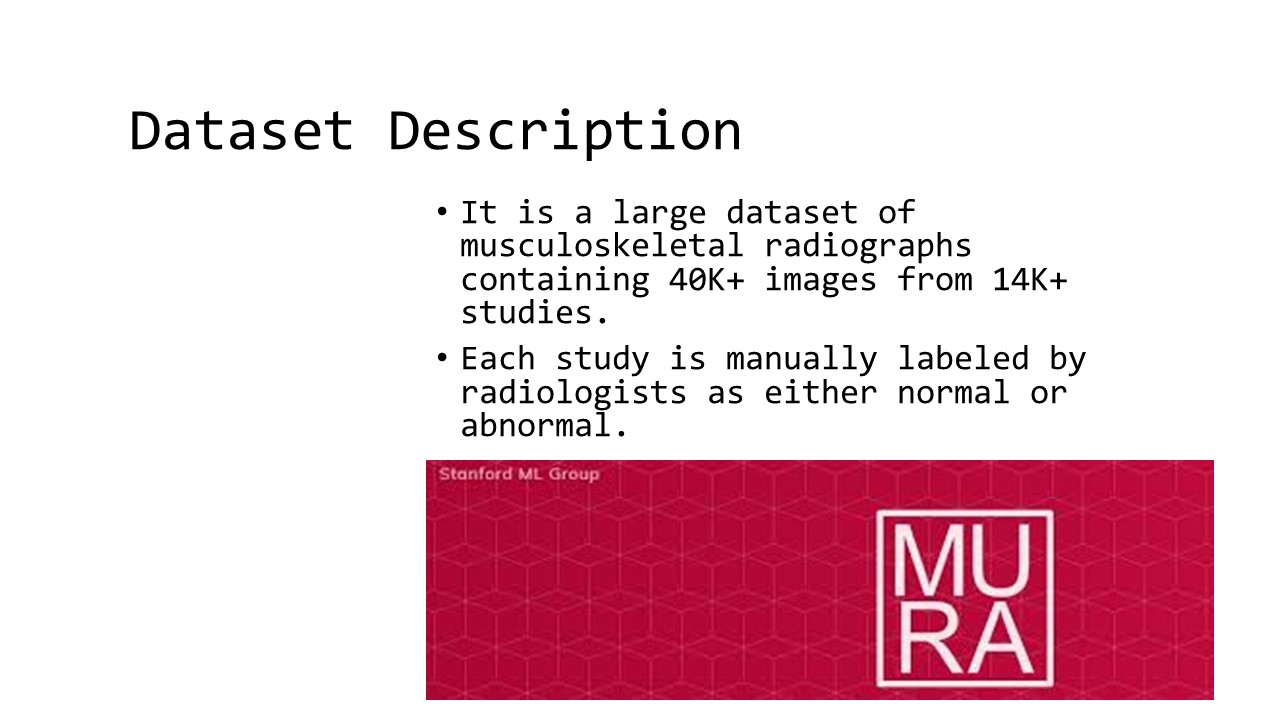 Dataset Description
• It is a large dataset of
musculoskeletal radiographs
containing 40K+ images from 14K+
studies.
• Each study is manually labeled by
radiologists as either normal or
abnormal.
Stanford ML Group
MU
RA